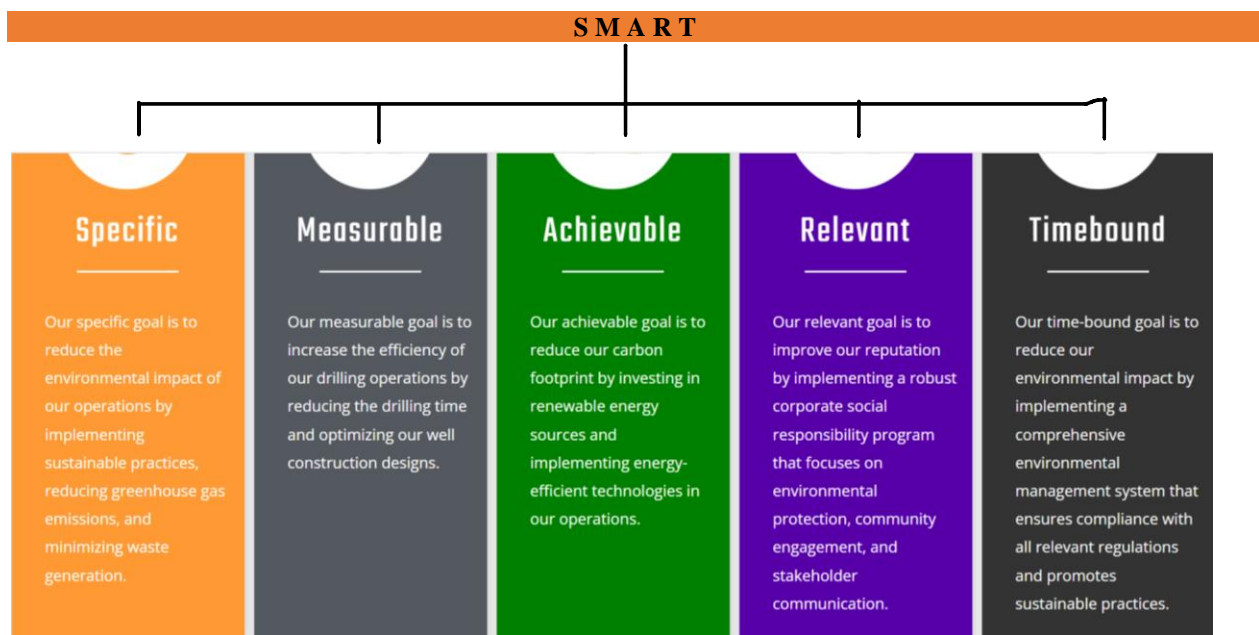 S M A R T
Specific
Our specific goal is to
reduce the
environmental impact of
our operations by
implementing
sustainable practices,
reducing greenhouse gas
emissions, and
minimizing waste
generation.
Measurable
Our measurable goal is to
increase the efficiency of
our drilling operations by
reducing the drilling time
and optimizing our well
construction designs.
Achievable
Our achievable goal is to
reduce our carbon
footprint by investing in
renewable energy
sources and
implementing energy-
efficient technologies in
our operations.
Relevant
Our relevant goal is to
improve our reputation
by implementing a robust
corporate social
responsibility program
that focuses on
environmental
protection, community
engagement, and
stakeholder
communication.
Timebound
Our time-bound goal is to
reduce our
environmental impact by
implementing a
comprehensive
environmental
management system that
ensures compliance with
all relevant regulations
and promotes
sustainable practices.